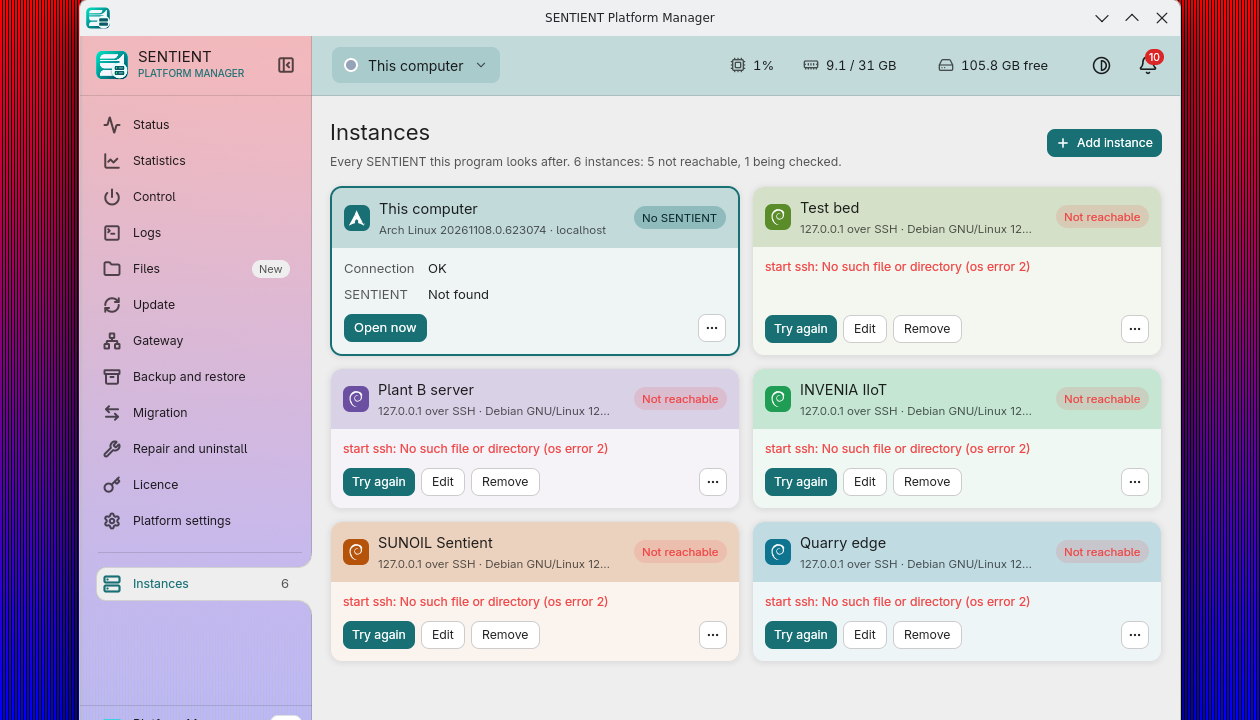 SENTIENT Platform Manager
SENTIENT
PLATFORM MANAGER
This computer
1%
9.1 / 31 GB
105.8 GB free
10
Status
Statistics
Control
Logs
Files
New
Update
Gateway
Backup and restore
Migration
Repair and uninstall
Licence
Platform settings
Instances
6
Instances
Every SENTIENT this program looks after. 6 instances: 5 not reachable, 1 being checked.
Add instance
This computer
Arch Linux 20261108.0.623074 · localhost
No SENTIENT
Connection OK
SENTIENT Not found
Open now
Test bed
127.0.0.1 over SSH · Debian GNU/Linux 12...
Not reachable
start ssh: No such file or directory (os error 2)
Try again
Edit
Remove
Plant B server
127.0.0.1 over SSH · Debian GNU/Linux 12...
Not reachable
start ssh: No such file or directory (os error 2)
Try again
Edit
Remove
INVENIA IIoT
127.0.0.1 over SSH · Debian GNU/Linux 12...
Not reachable
start ssh: No such file or directory (os error 2)
Try again
Edit
Remove
SUNOIL Sentient
127.0.0.1 over SSH · Debian GNU/Linux 12...
Not reachable
start ssh: No such file or directory (os error 2)
Try again
Edit
Remove
Quarry edge
127.0.0.1 over SSH · Debian GNU/Linux 12...
Not reachable
start ssh: No such file or directory (os error 2)
Try again
Edit
Remove